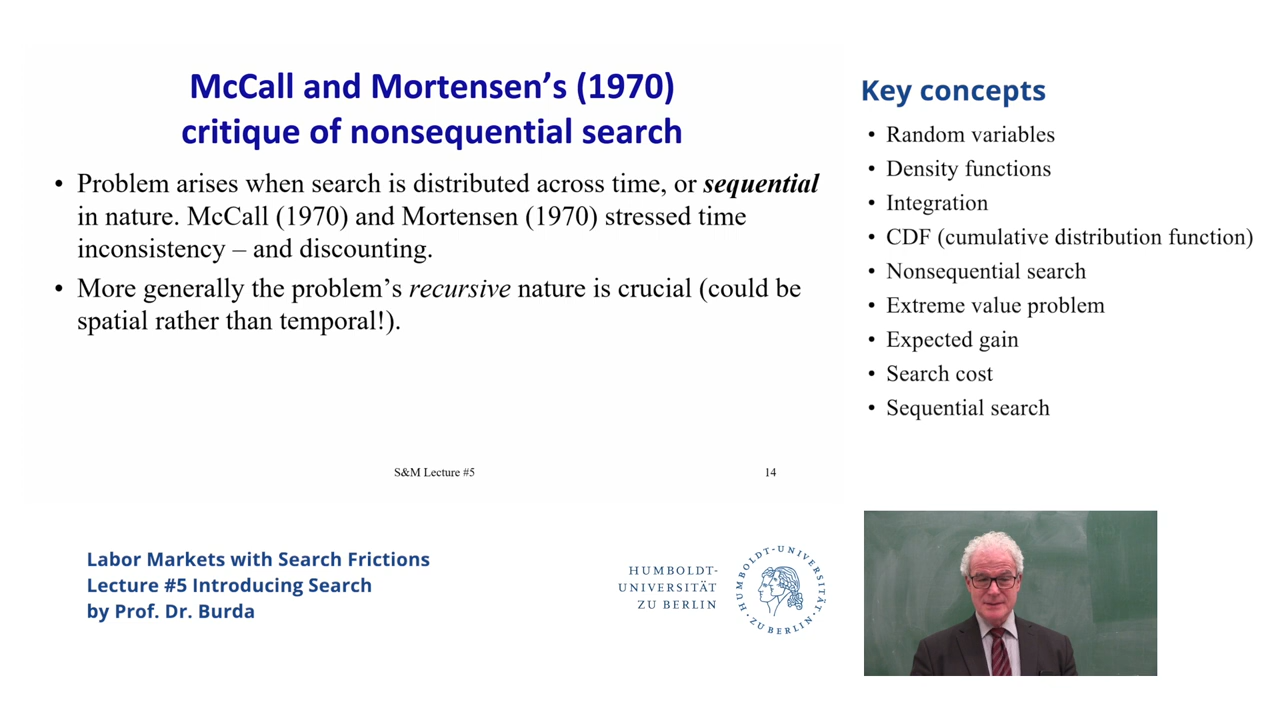 McCall and Mortensen’s (1970)
critique of nonsequential search
• Problem arises when search is distributed across time, or sequential
in nature. McCall (1970) and Mortensen (1970) stressed time
inconsistency – and discounting.
• More generally the problem’s recursive nature is crucial (could be
spatial rather than temporal!).
S&M Lecture #5
14
Key concepts
• Random variables
• Density functions
• Integration
• CDF (cumulative distribution function)
• Nonsequential search
• Extreme value problem
• Expected gain
• Search cost
• Sequential search
Labor Markets with Search Frictions
Lecture #5 Introducing Search
by Prof. Dr. Burda
HUMBOLDT-
UNIVERSITÄT
ZU BERLIN
HUMBOLDT-UNIVERSITÄT
ZU BERLIN